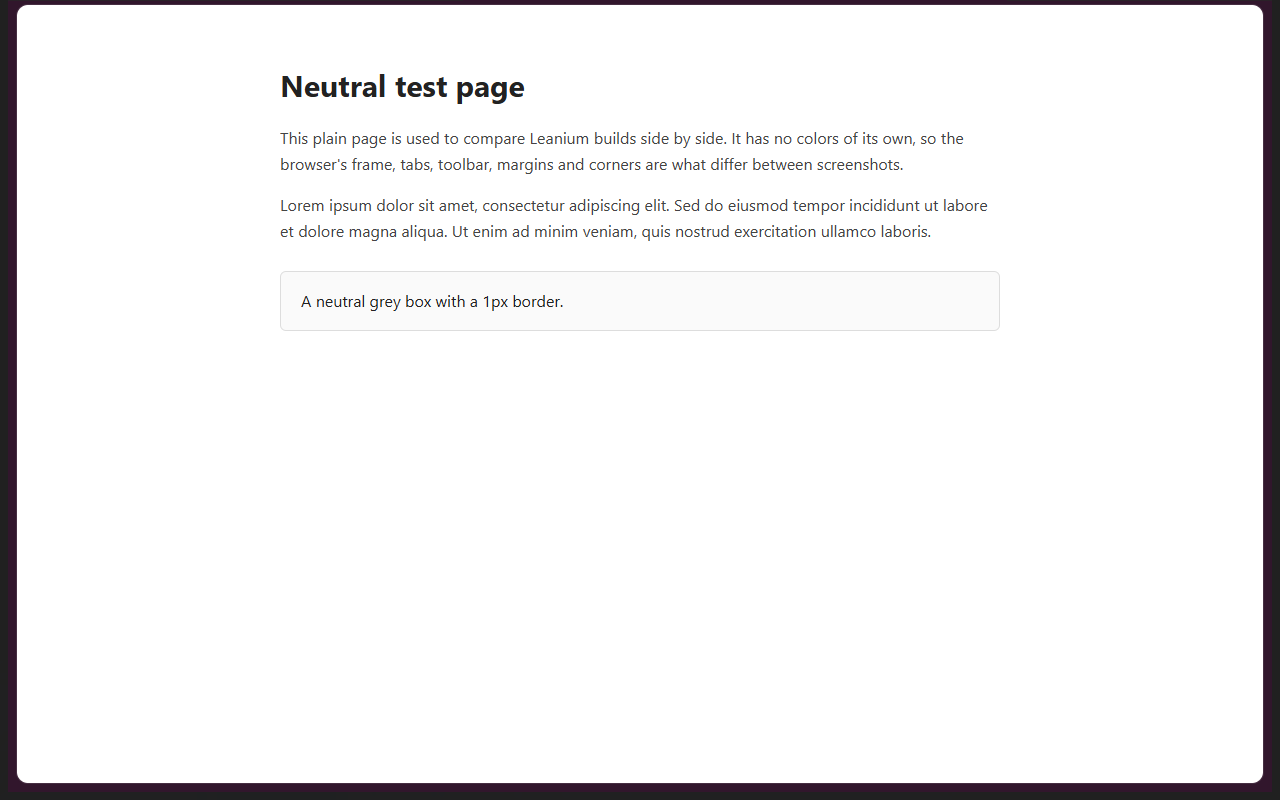 Neutral test page
This plain page is used to compare Leanium builds side by side. It has no colors of its own, so the
browser's frame, tabs, toolbar, margins and corners are what differ between screenshots.
Lorem ipsum dolor sit amet, consectetur adipiscing elit. Sed do eiusmod tempor incididunt ut labore
et dolore magna aliqua. Ut enim ad minim veniam, quis nostrud exercitation ullamco laboris.
A neutral grey box with a 1px border.